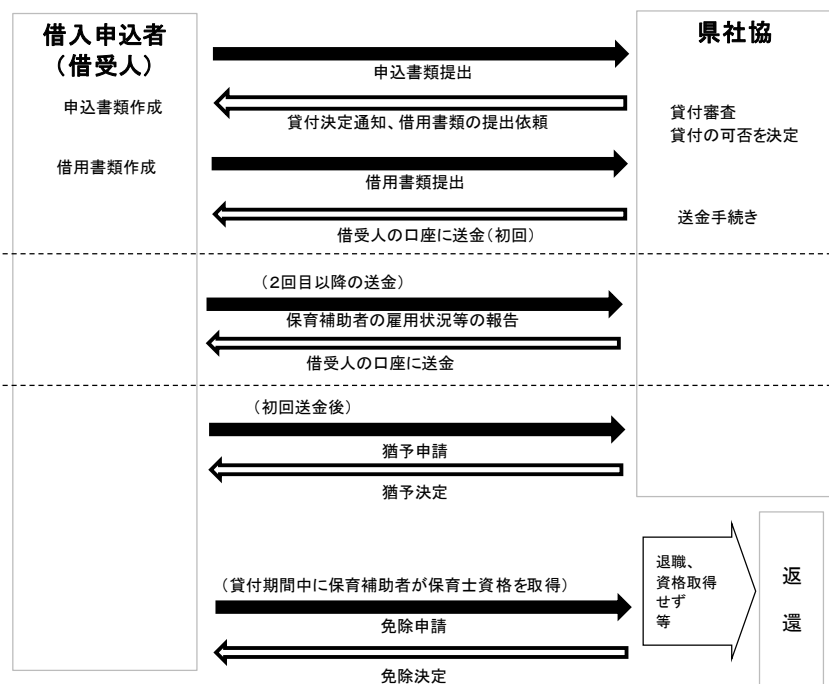 借入申込者
(借受人)
県社協
申込書類提出
申込書類作成
貸付決定通知、借用書類の提出依頼
貸付審査
貸付の可否を決定
借用書類作成
借用書類提出
送金手続き
借受人の口座に送金(初回)
(2回目以降の送金)
保育補助者の雇用状況等の報告
借受人の口座に送金
(初回送金後)
猶予申請
猶予決定
退職、
資格取得
せず
等
返
還
(貸付期間中に保育補助者が保育士資格を取得)
免除申請
免除決定